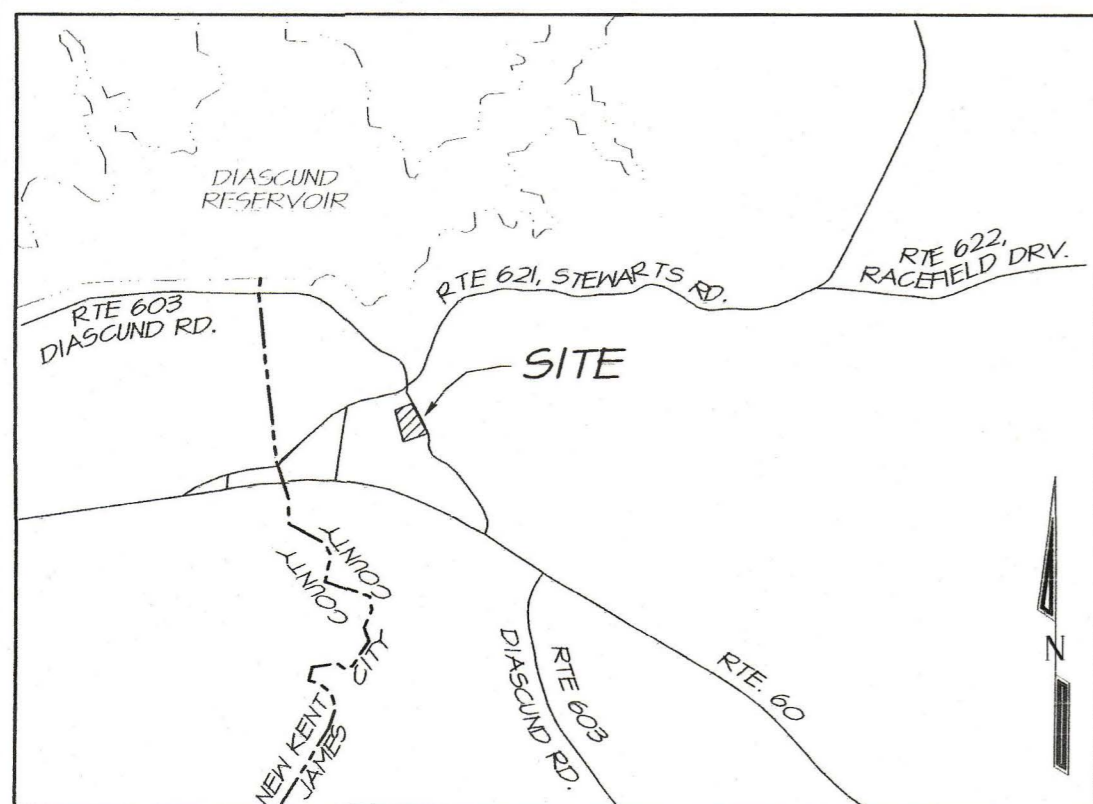 DIASCUND
RESERVOIR
RTE 621, STEWARTS RD.
RTE 622,
RACEFIELD DRV.
RTE 603
DIASCUND RD.
SITE
COUNTY
COUNTY
CITY
NEW KENT
JAMES
RTE 603
DIASCUND RD.
RTE. 60
N